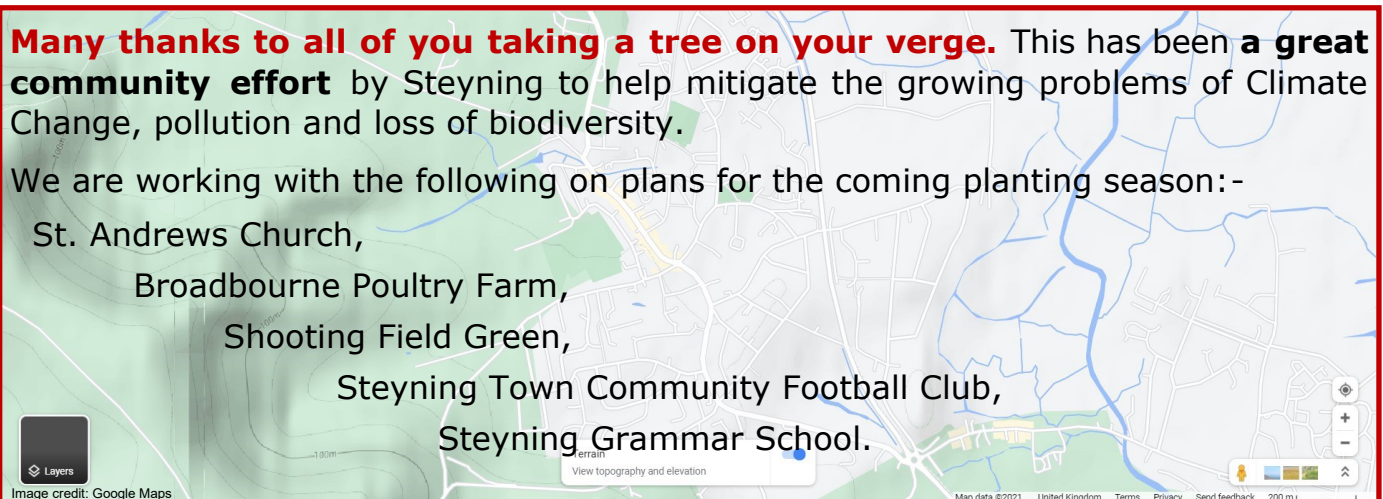 Many thanks to all of you taking a tree on your verge. This has been a great
community effort by Steyning to help mitigate the growing problems of Climate
Change, pollution and loss of biodiversity.
We are working with the following on plans for the coming planting season:-
St. Andrews Church,
Broadbourne Poultry Farm,
Shooting Field Green,
Steyning Town Community Football Club,
Steyning Grammar School.
100m
100m
100m
Terrain
View topography and elevation
Layers
Image credit: Google Maps
Map data ©2021 United Kingdom Terms Privacy Send feedback 200 m